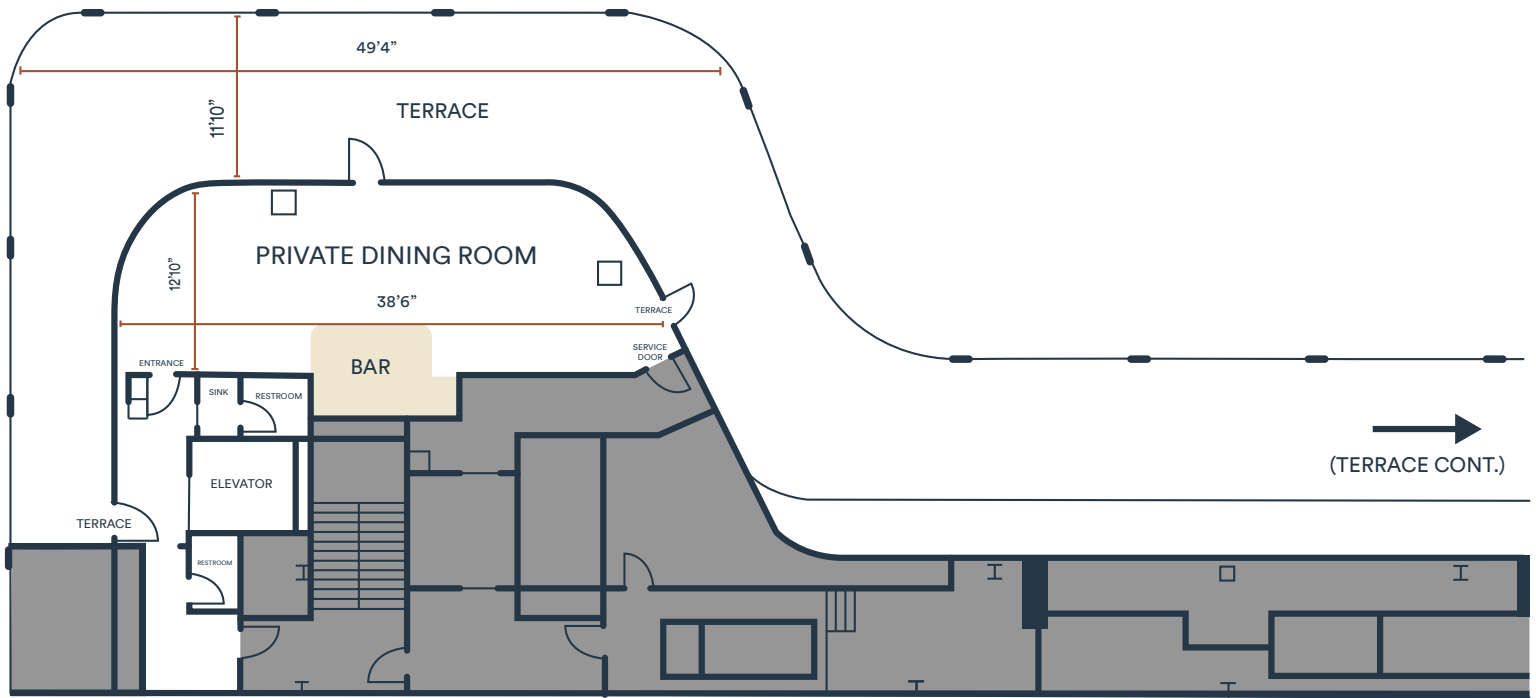 49’4”
11’10”
TERRACE
PRIVATE DINING ROOM
12’10”
38’6”
TERRACE
SERVICE
DOOR
ENTRANCE
BAR
SINK
RESTROOM
(TERRACE CONT.)
ELEVATOR
TERRACE
RESTROOM